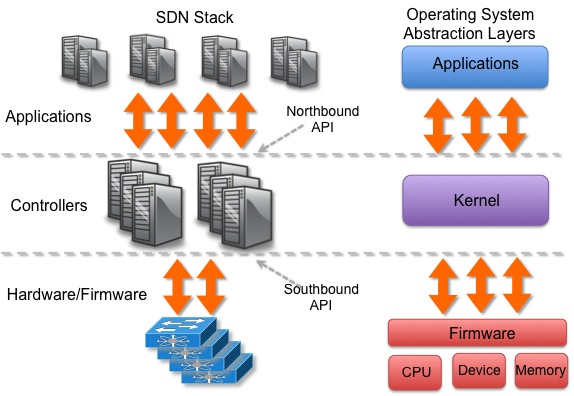 SDN Stack
Operating System
Abstraction Layers
Applications
Applications
Northbound
API
Controllers
Kernel
Hardware/Firmware
Southbound
API
Firmware
CPU
Device
Memory